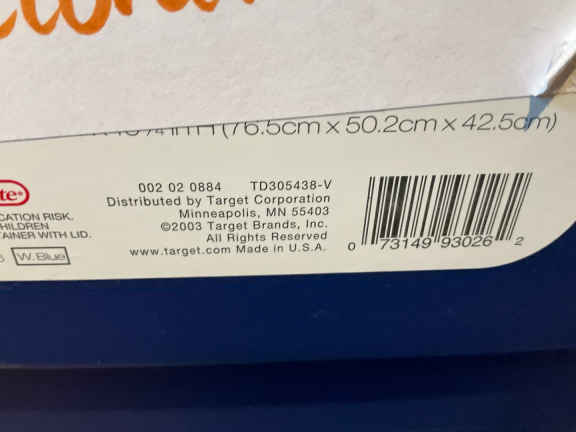 (76.5cm x 50.2cm x 42.5cm)
002 02 0884 TD305438-V
Distributed by Target Corporation
Minneapolis, MN 55403
©2003 Target Brands, Inc.
All Rights Reserved
www.target.com Made in U.S.A.
te®
CATION RISK.
HILDREN
AINER WITH LID.
W.Blue
0 73149 93026 2